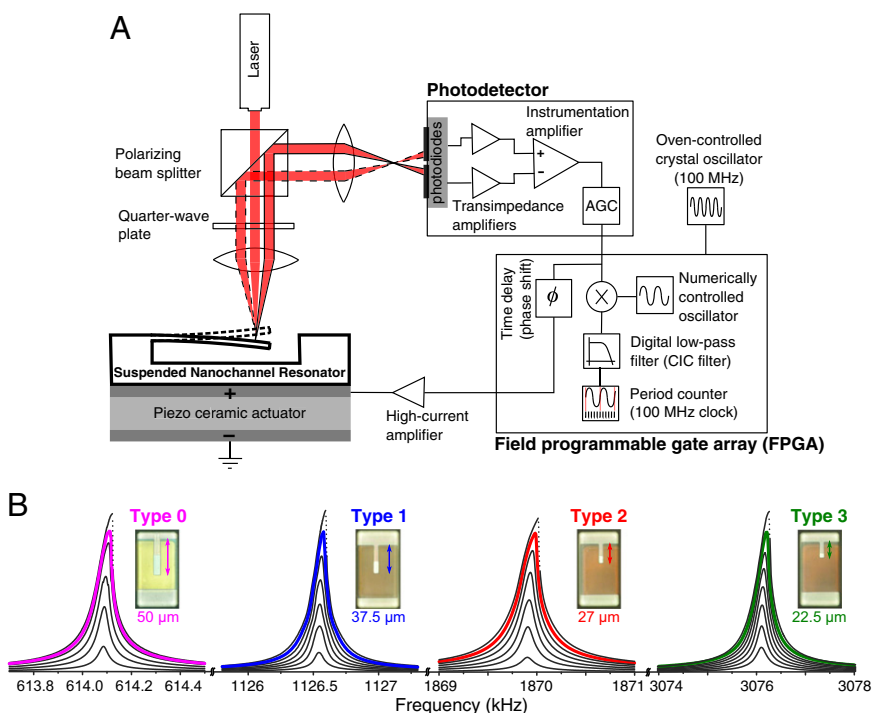 A
Laser
Polarizing
beam splitter
Quarter-wave
plate
Photodetector
photodiodes
Instrumentation
amplifier
+
−
Transimpedance
amplifiers
AGC
Oven-controlled
crystal oscillator
(100 MHz)
Time delay
(phase shift)
ϕ
X
Numerically
controlled
oscillator
Digital low-pass
filter (CIC filter)
Period counter
(100 MHz clock)
Field programmable gate array (FPGA)
Suspended Nanochannel Resonator
+
Piezo ceramic actuator
−
High-current
amplifier
B
Type 0
50 µm
Type 1
37.5 µm
Type 2
27 µm
Type 3
22.5 µm
613.8 614.0 614.2 614.4 1126 1126.5 1127 1869 1870 1871 3074 3076 3078
Frequency (kHz)